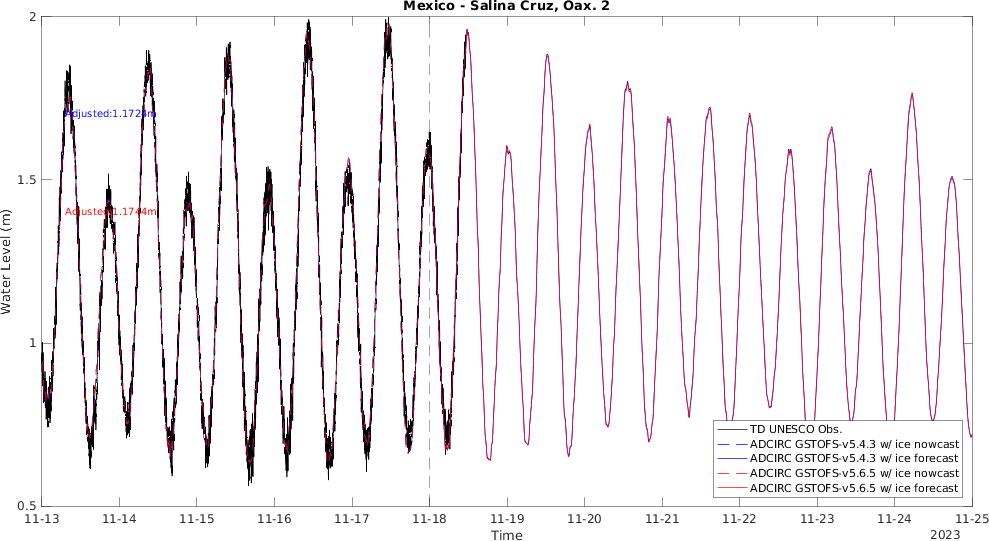 Mexico - Salina Cruz, Oax. 2
2
1.5
1
0.5
Water Level (m)
Adjusted:1.1724m
Adjusted:1.1744m
TD UNESCO Obs.
ADCIRC GSTOFS-v5.4.3 w/ ice nowcast
ADCIRC GSTOFS-v5.4.3 w/ ice forecast
ADCIRC GSTOFS-v5.6.5 w/ ice nowcast
ADCIRC GSTOFS-v5.6.5 w/ ice forecast
11-13 11-14 11-15 11-16 11-17 11-18 11-19 11-20 11-21 11-22 11-23 11-24 11-25
Time
2023